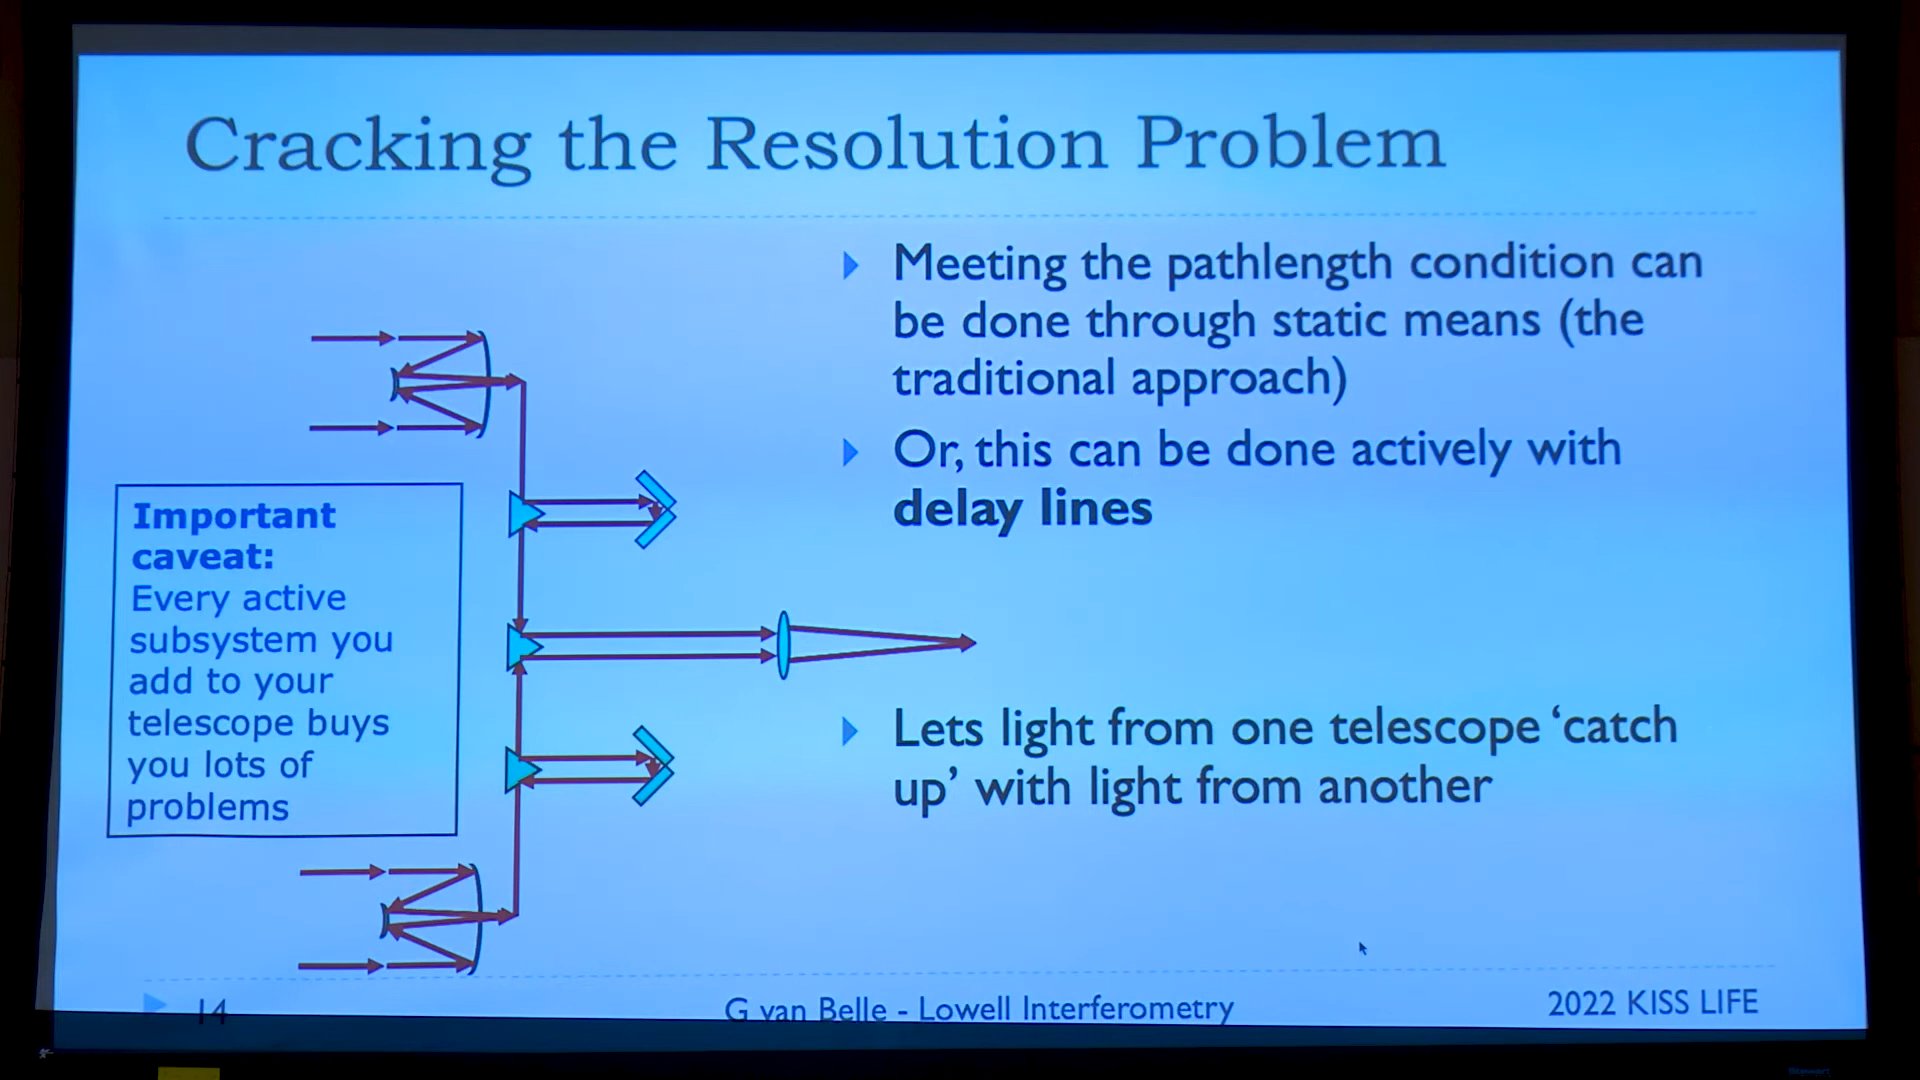 Cracking the Resolution Problem
Meeting the pathlength condition can
be done through static means (the
traditional approach)
Or, this can be done actively with
delay lines
Important
caveat:
Every active
subsystem you
add to your
telescope buys
you lots of
problems
Lets light from one telescope ‘catch
up’ with light from another
14
G van Belle - Lowell Interferometry
2022 KISS LIFE
Stewart